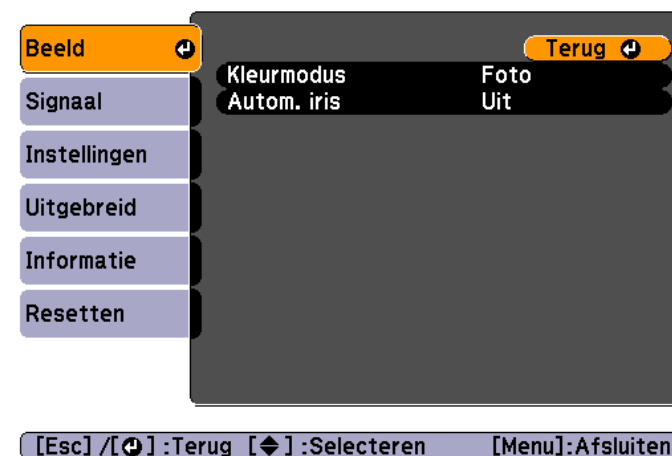 Beeld
Signaal
Instellingen
Uitgebreid
Informatie
Resetten
Terug
Kleurmodus Foto
Autom. iris Uit
[Esc] /[⏎] :Terug [◆] :Selecteren [Menu]:Afsluiten